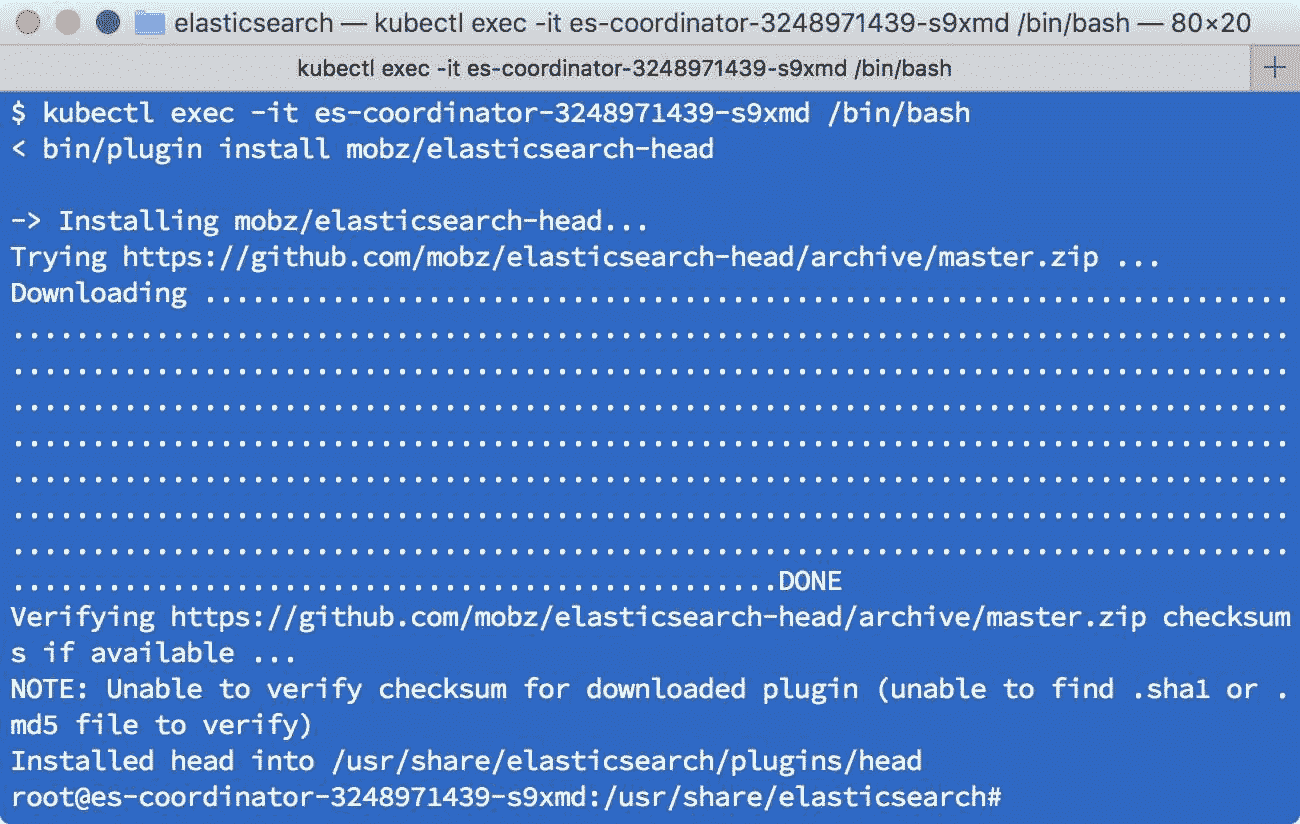 elasticsearch — kubectl exec -it es-coordinator-3248971439-s9xmd /bin/bash — 80×20
kubectl exec -it es-coordinator-3248971439-s9xmd /bin/bash
$ kubectl exec -it es-coordinator-3248971439-s9xmd /bin/bash
< bin/plugin install mobz/elasticsearch-head
-> Installing mobz/elasticsearch-head...
Trying https://github.com/mobz/elasticsearch-head/archive/master.zip ...
Downloading ....................................................................
................................................................................
................................................................................
................................................................................
................................................................................
................................................................................
................................................................................
................................................................................
................................................DONE
Verifying https://github.com/mobz/elasticsearch-head/archive/master.zip checksum
s if available ...
NOTE: Unable to verify checksum for downloaded plugin (unable to find .sha1 or .
md5 file to verify)
Installed head into /usr/share/elasticsearch/plugins/head
root@es-coordinator-3248971439-s9xmd:/usr/share/elasticsearch#